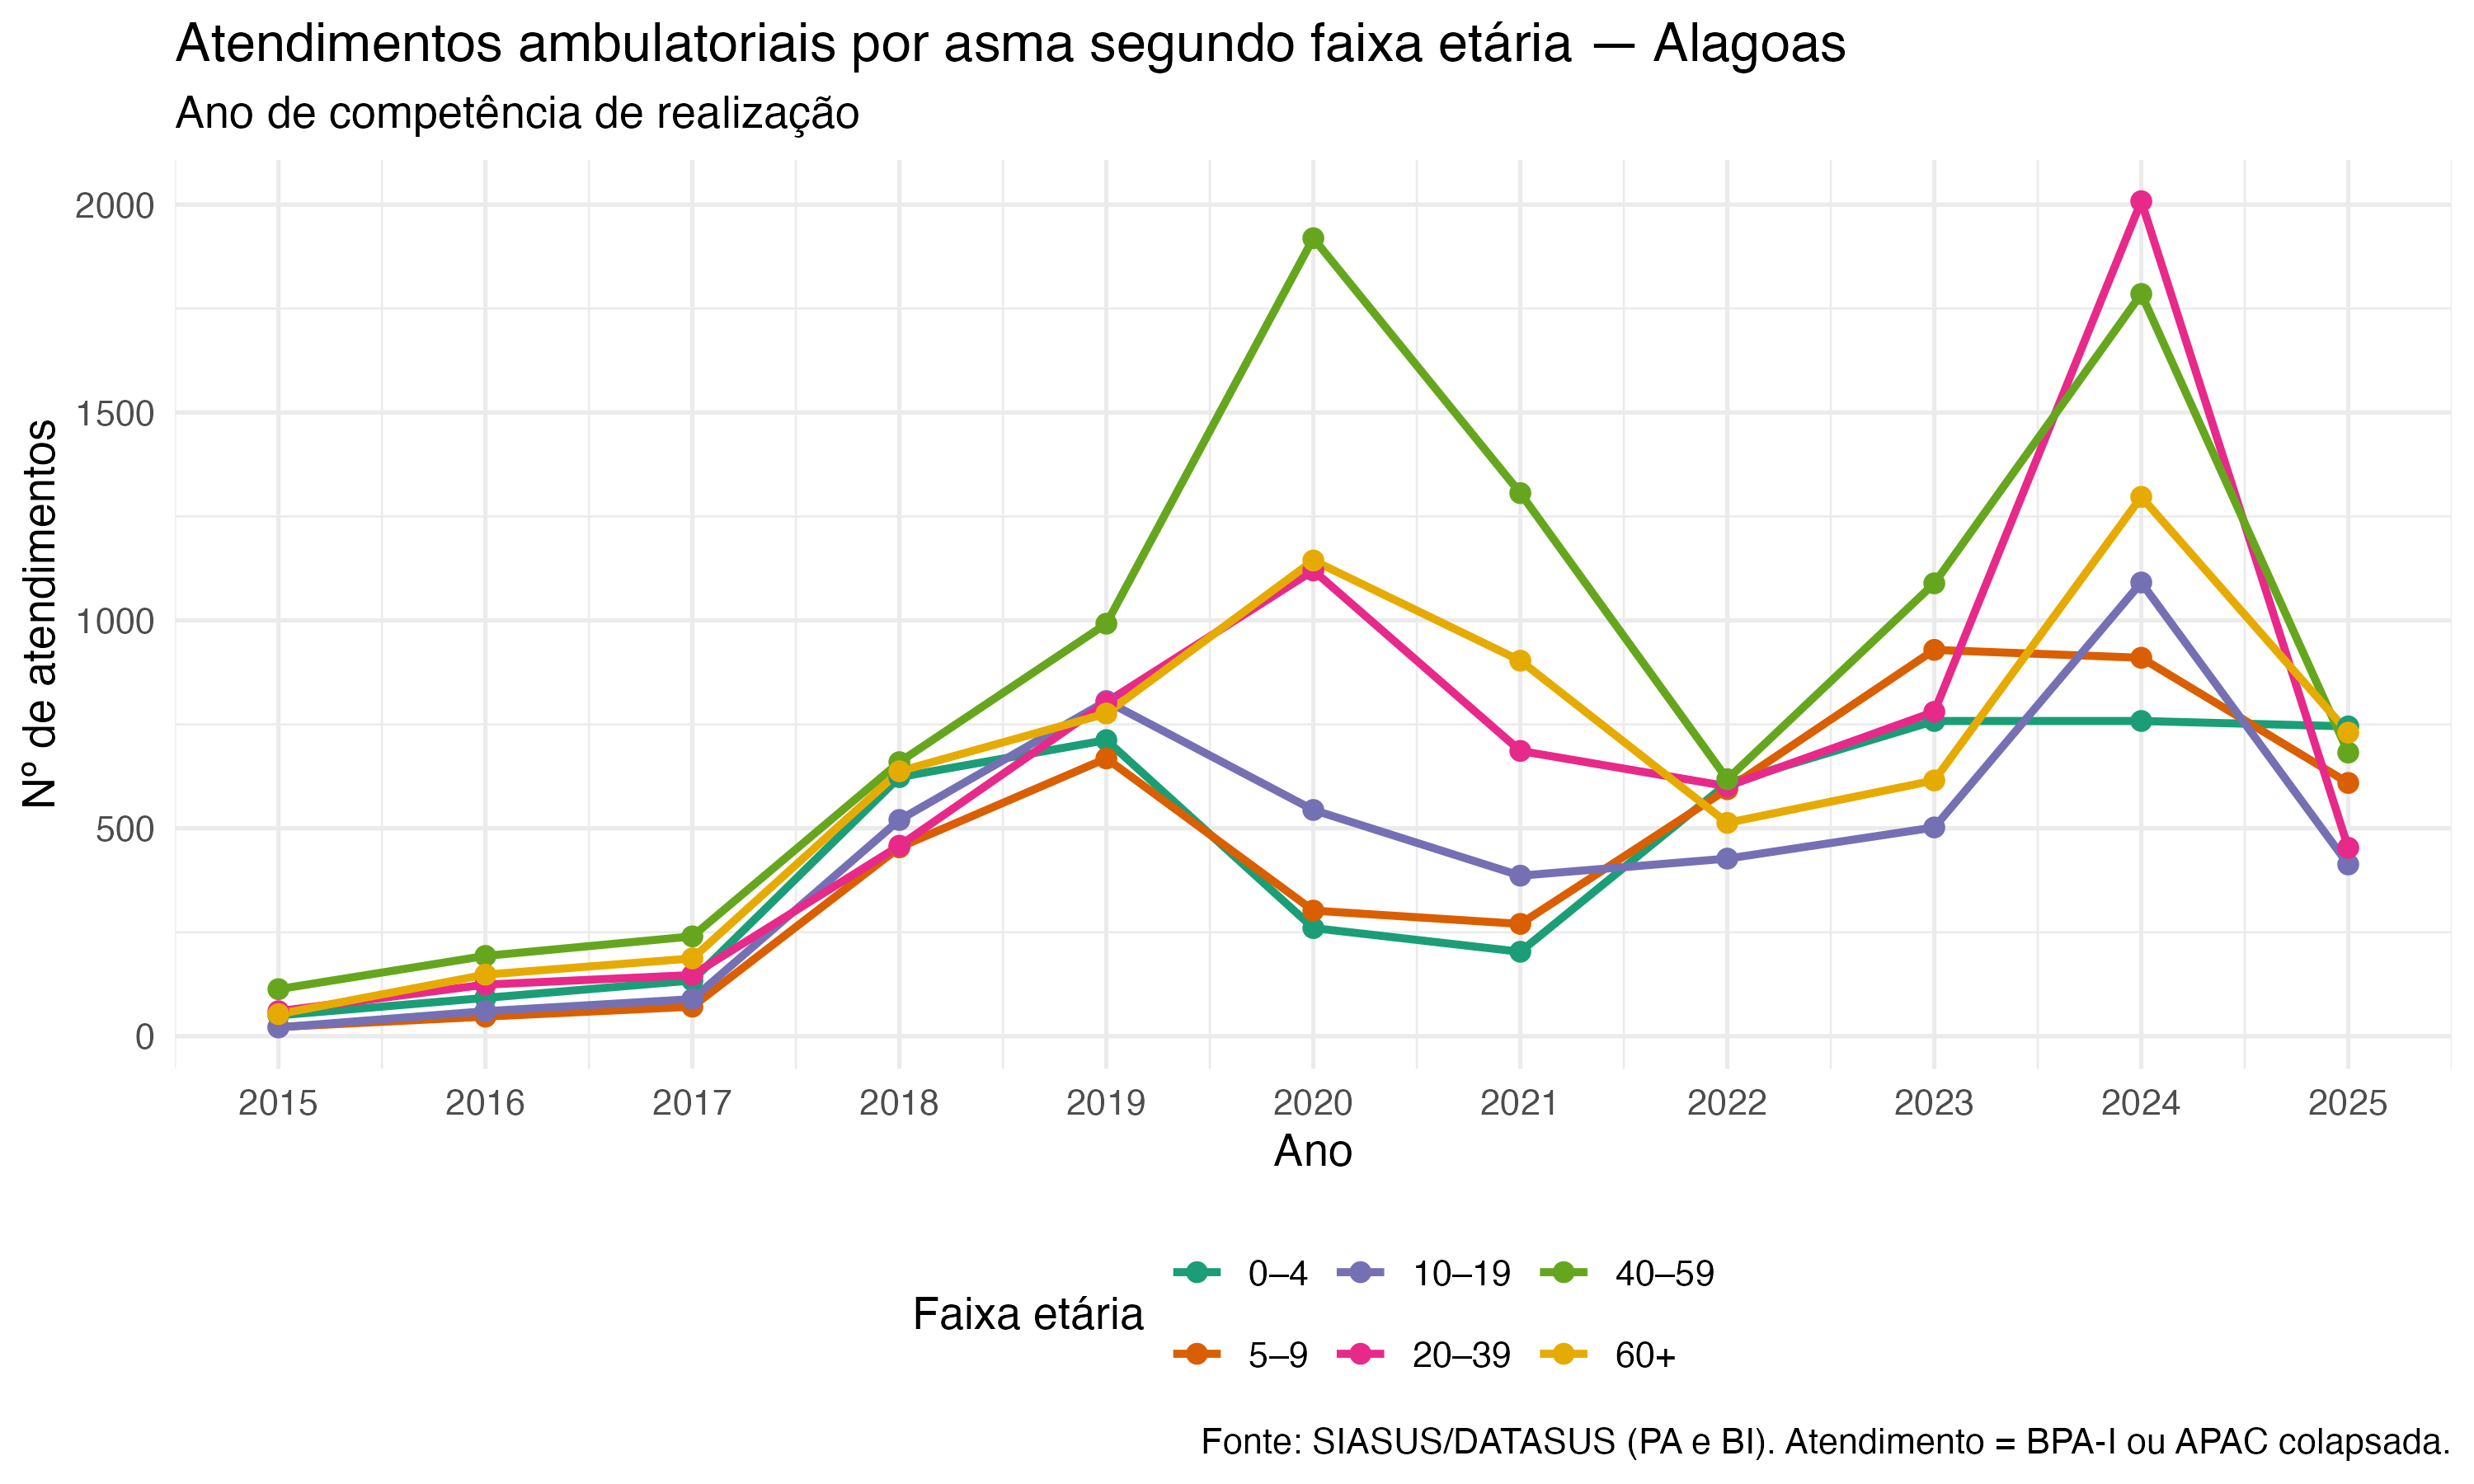 Atendimentos ambulatoriais por asma segundo faixa etária — Alagoas
Ano de competência de realização
Nº de atendimentos
2000
1500
1000
500
0
2015 2016 2017 2018 2019 2020 2021 2022 2023 2024 2025
Ano
Faixa etária
0–4 10–19 40–59
5–9 20–39 60+
Fonte: SIASUS/DATASUS (PA e BI). Atendimento = BPA-I ou APAC colapsada.